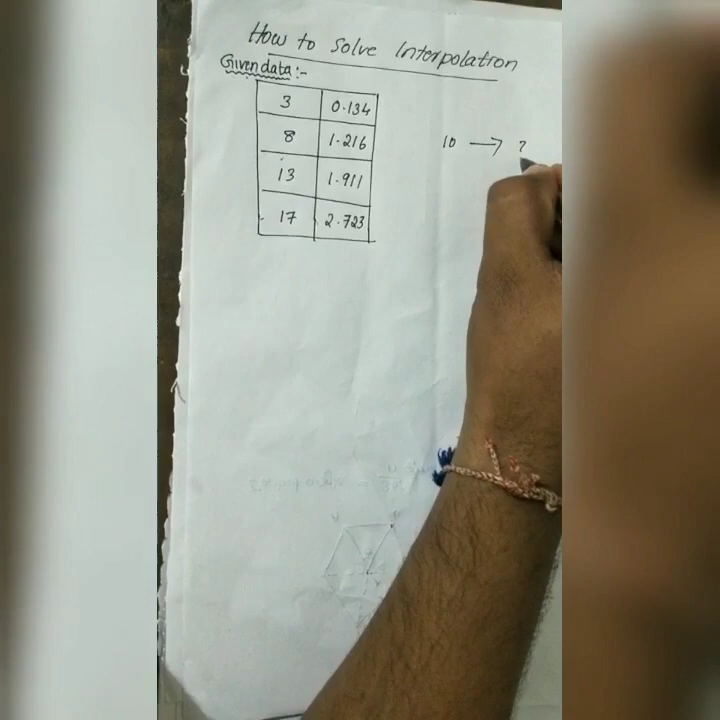 How to Solve Interpolation
Given data :-
3 0.134
8 1.216 10 → ?
13 1.911
17 2.723